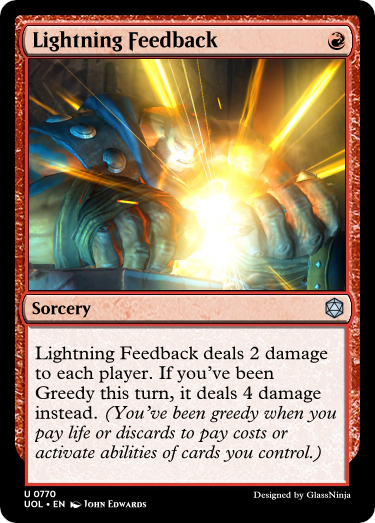 Lightning Feedback
Sorcery
Lightning Feedback deals 2 damage
to each player. If you've been
Greedy this turn, it deals 4 damage
instead. (You've been greedy when you
pay life or discards to pay costs or
activate abilities of cards you control.)
U 0770
UOL • EN John Edwards
Designed by GlassNinja